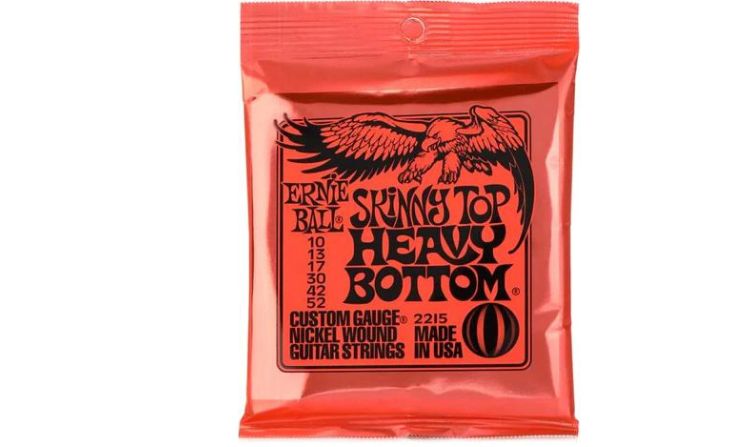 ERNIE
BALL®
SKINNY TOP
HEAVY
BOTTOM®
10
13
17
30
42
52
CUSTOM GAUGE® 2215
NICKEL WOUND MADE
GUITAR STRINGS IN USA